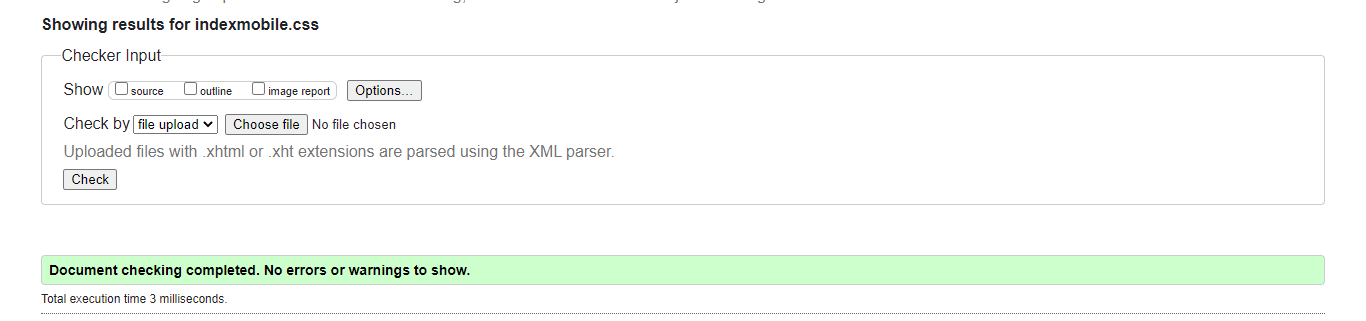 Showing results for indexmobile.css
Checker Input
Show source outline image report Options...
Check by file upload Choose file No file chosen
Uploaded files with .xhtml or .xht extensions are parsed using the XML parser.
Check
Document checking completed. No errors or warnings to show.
Total execution time 3 milliseconds.